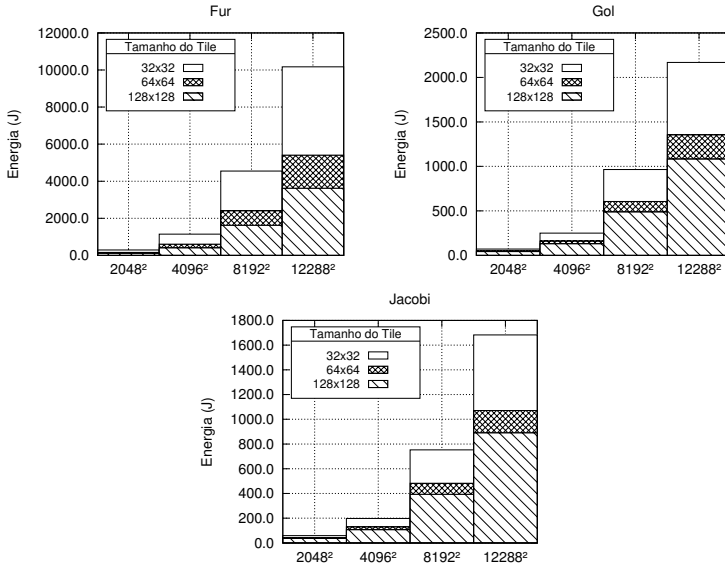 Fur
12000.0
10000.0
8000.0
6000.0
4000.0
2000.0
0.0
Energia (J)
Tamanho do Tile
32x32
64x64
128x128
2048² 4096² 8192² 12288²
Gol
2500.0
2000.0
1500.0
1000.0
500.0
0.0
Energia (J)
Tamanho do Tile
32x32
64x64
128x128
2048² 4096² 8192² 12288²
Jacobi
1800.0
1600.0
1400.0
1200.0
1000.0
800.0
600.0
400.0
200.0
0.0
Energia (J)
Tamanho do Tile
32x32
64x64
128x128
2048² 4096² 8192² 12288²